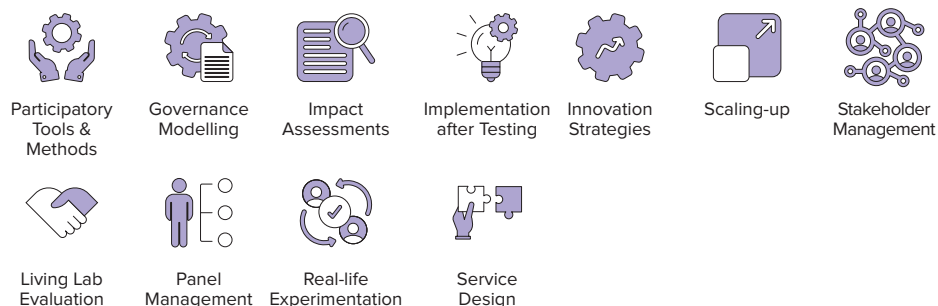 Participatory
Tools &
Methods
Governance
Modelling
Impact
Assessments
Implementation
after Testing
Innovation
Strategies
Scaling-up
Stakeholder
Management
Living Lab
Evaluation
Panel
Management
Real-life
Experimentation
Service
Design